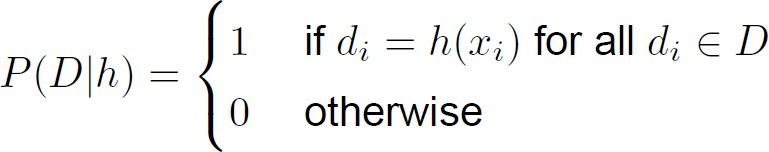 P(D|h) = { 1 if d_i = h(x_i) for all d_i ∈ D
0 otherwise